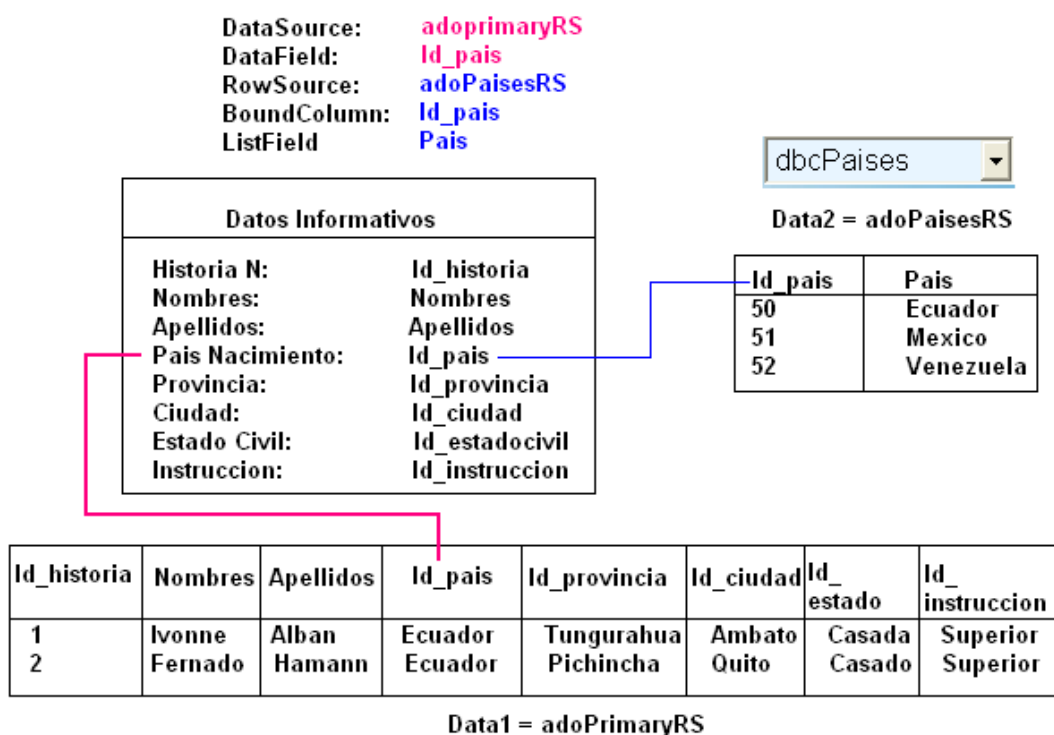 DataSource: adoprimaryRS
DataField: Id_pais
RowSource: adoPaisesRS
BoundColumn: Id_pais
ListField Pais
dbcPaises
Data2 = adoPaisesRS
Id_pais Pais
50 Ecuador
51 Mexico
52 Venezuela
Datos Informativos
Historia N: Id_historia
Nombres: Nombres
Apellidos: Apellidos
Pais Nacimiento: Id_pais
Provincia: Id_provincia
Ciudad: Id_ciudad
Estado Civil: Id_estadocivil
Instruccion: Id_instruccion
Id_historia Nombres Apellidos Id_pais Id_provincia Id_ciudad Id_ estado Id_ instruccion
1 Ivonne Alban Ecuador Tungurahua Ambato Casada Superior
2 Fernado Hamann Ecuador Pichincha Quito Casado Superior
Data1 = adoPrimaryRS